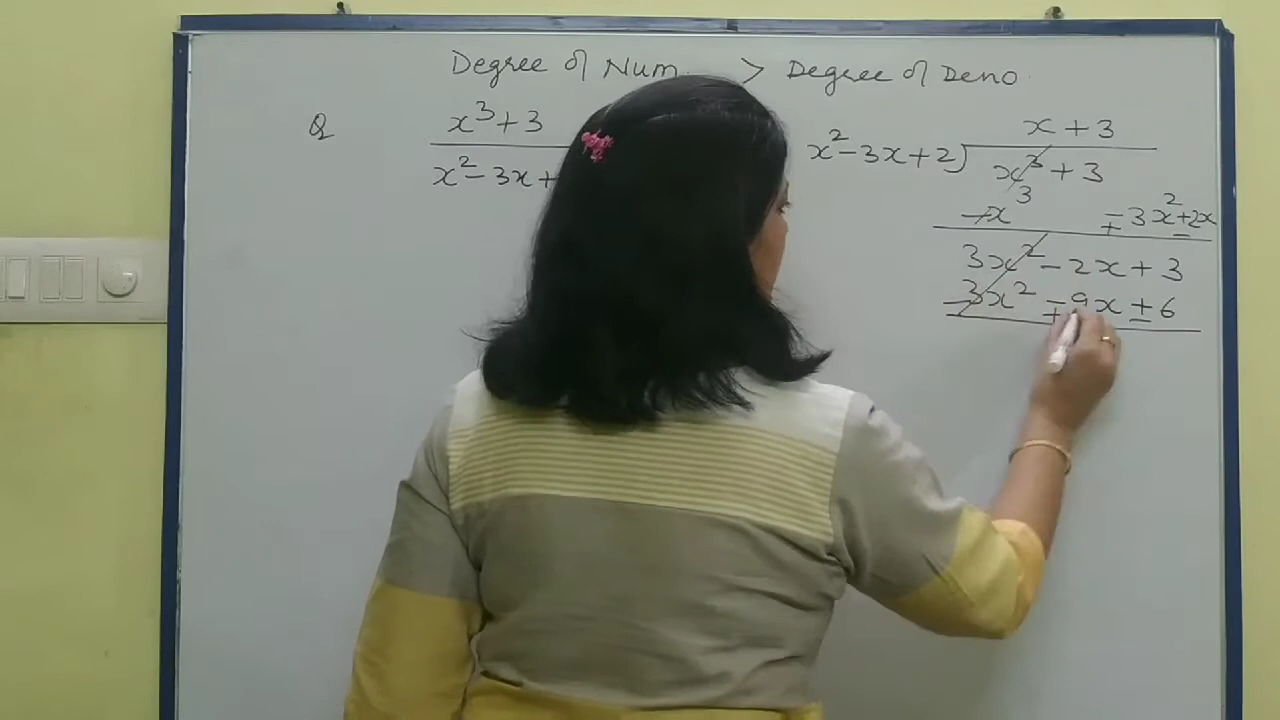 Degree of Num > Degree of Deno
Q x³+3
x²-3x+
x+3
x²-3x+2) x³+3
-x³ -3x²+2x
+ -
3x²-2x+3
3x²-9x+6
- + -